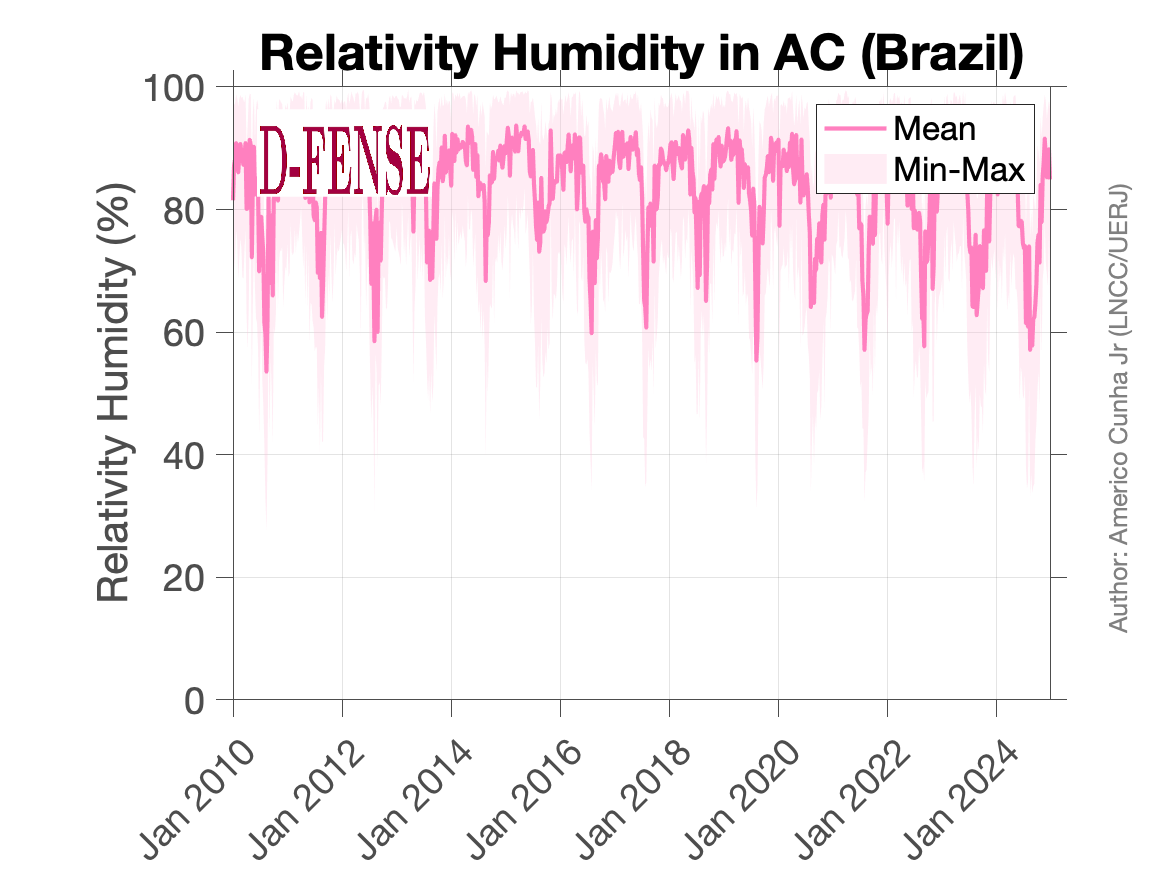 Relativity Humidity in AC (Brazil)
D-FENSE
Mean
Min-Max
Relativity Humidity (%)
100
80
60
40
20
0
Jan 2010
Jan 2012
Jan 2014
Jan 2016
Jan 2018
Jan 2020
Jan 2022
Jan 2024
Author: Americo Cunha Jr (LNCC/UERJ)